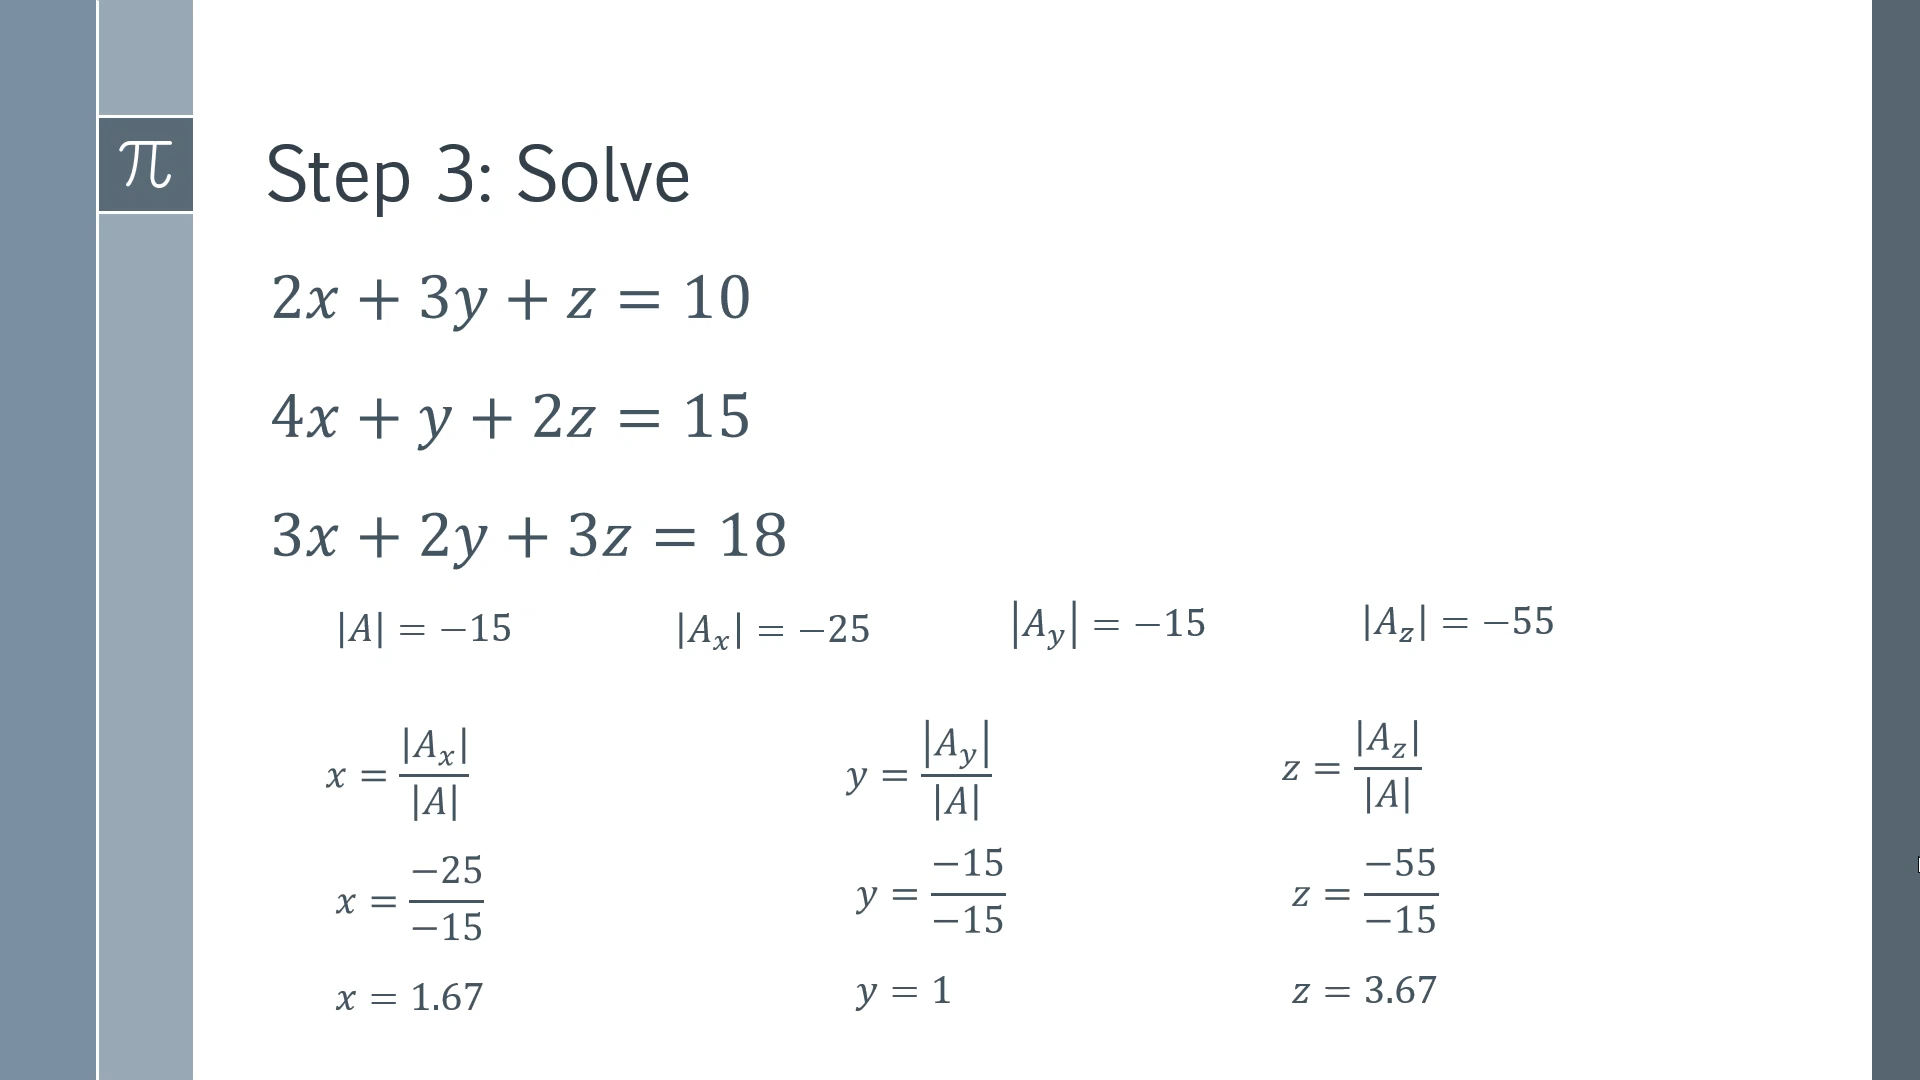 π
Step 3: Solve
2x + 3y + z = 10
4x + y + 2z = 15
3x + 2y + 3z = 18
|A| = −15 |Aₓ| = −25 |A_y| = −15 |A_z| = −55
x = |Aₓ|/|A| y = |A_y|/|A| z = |A_z|/|A|
x = −25/−15 y = −15/−15 z = −55/−15
x = 1.67 y = 1 z = 3.67